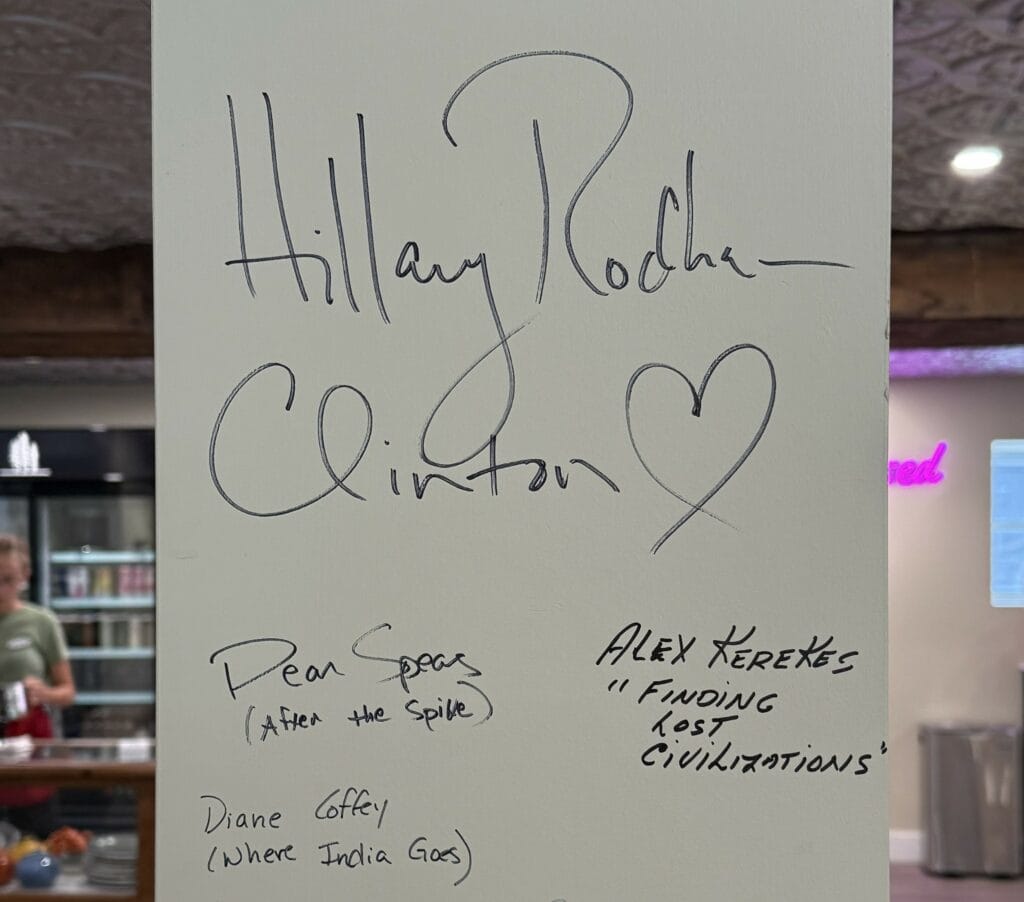 Hillary Rodham
Clinton
Dean Spears
(After the Spike)
Diane Coffey
(Where India Goes)
ALEX KEREKES
"FINDING
LOST
CIVILIZATIONS"